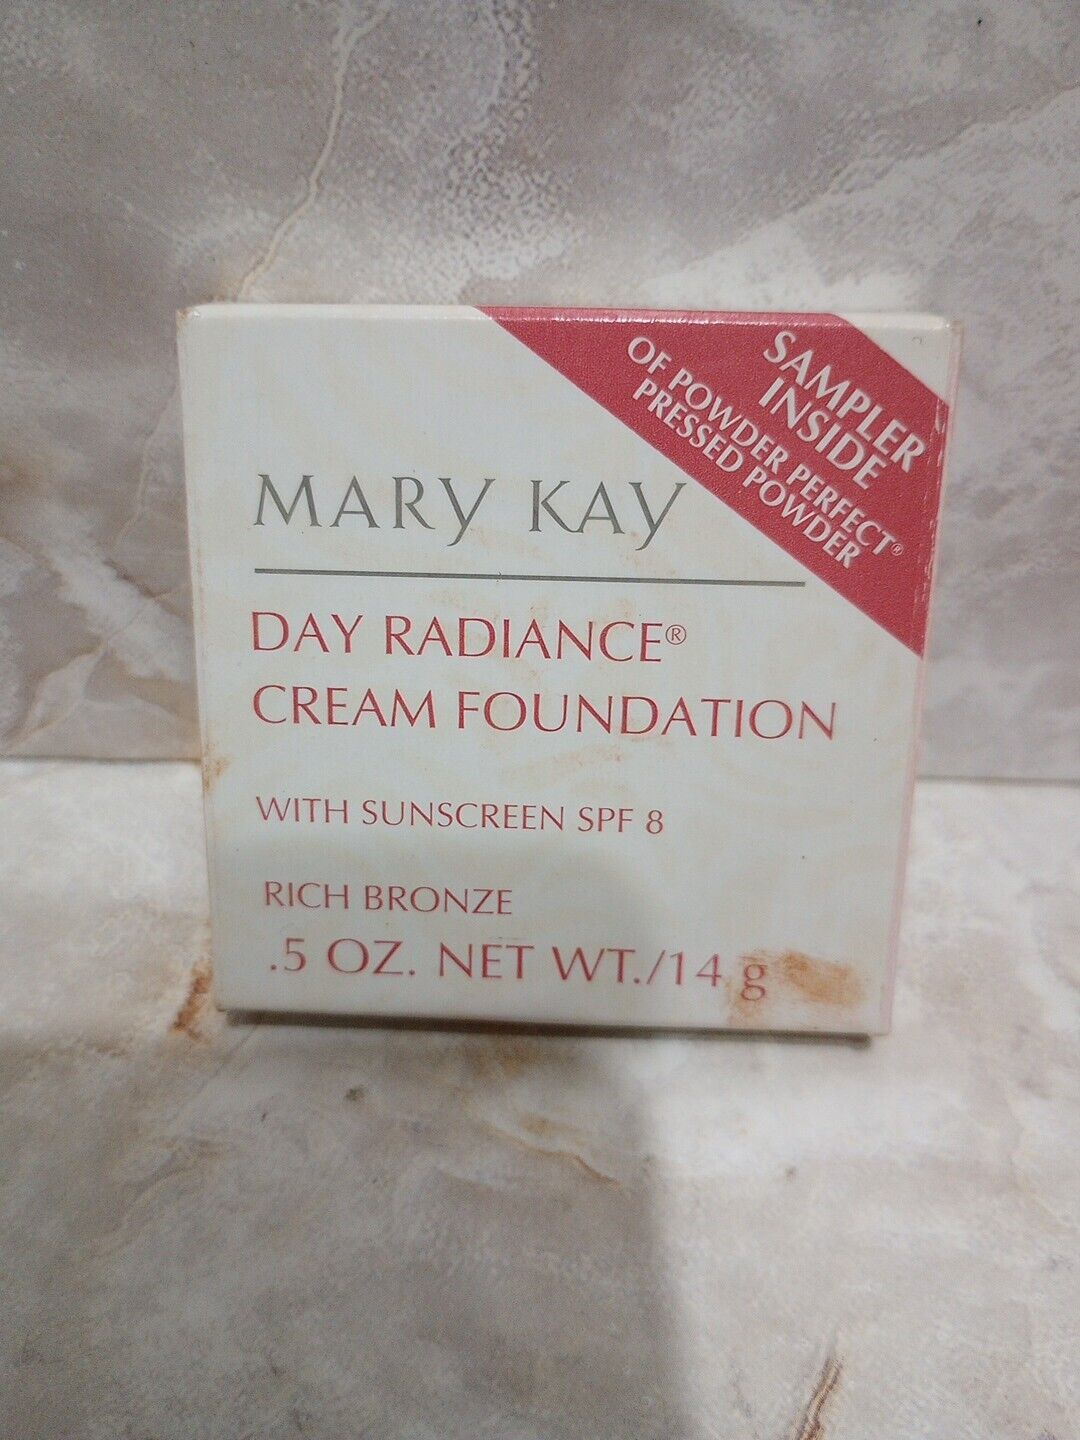 SAMPLER
INSIDE
OF POWDER PERFECT®
PRESSED POWDER
MARY KAY
DAY RADIANCE®
CREAM FOUNDATION
WITH SUNSCREEN SPF 8
RICH BRONZE
.5 OZ. NET WT./14 g